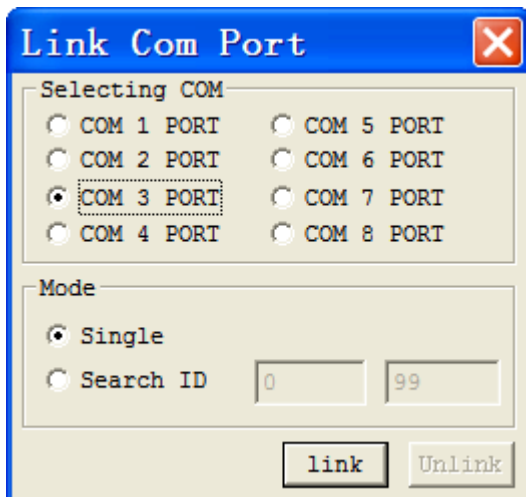 Link Com Port
Selecting COM
COM 1 PORT COM 5 PORT
COM 2 PORT COM 6 PORT
COM 3 PORT COM 7 PORT
COM 4 PORT COM 8 PORT
Mode
Single
Search ID 0 99
link Unlink